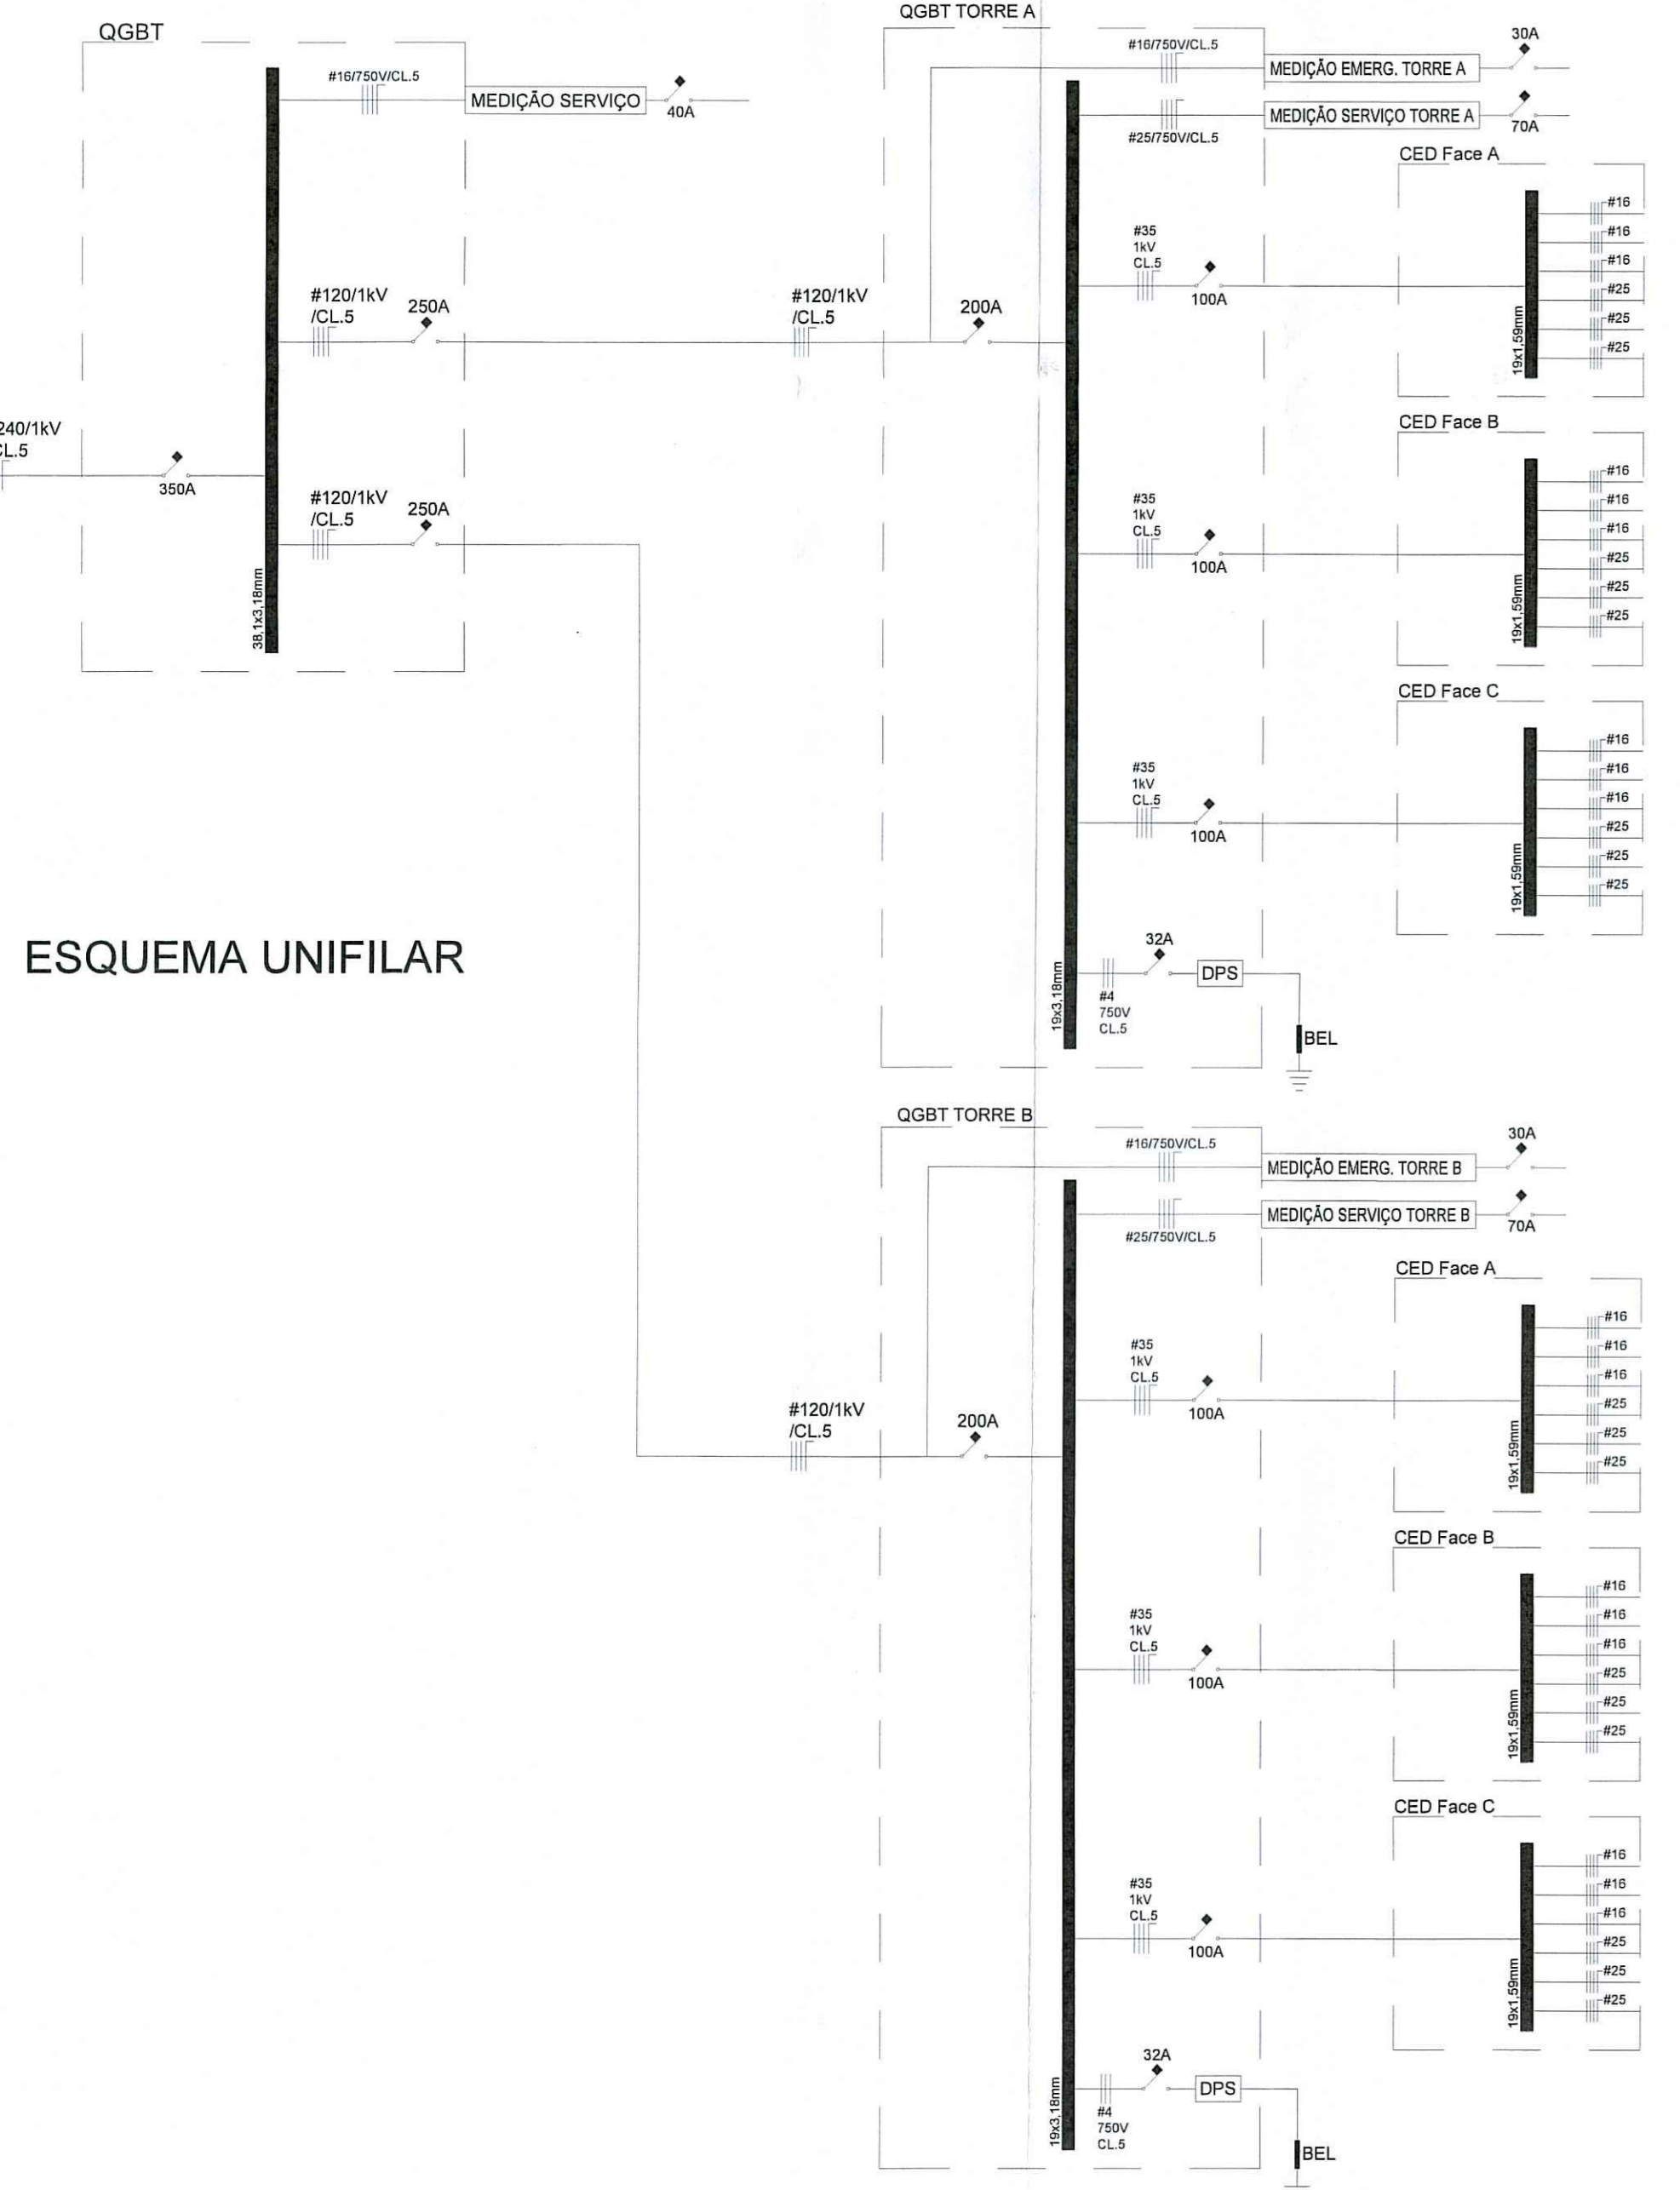 QGBT
#16/750V/CL.5
MEDIÇÃO SERVIÇO
40A
#120/1kV
/CL.5
250A
240/1kV
CL.5
350A
#120/1kV
/CL.5
250A
38,1x3,18mm
ESQUEMA UNIFILAR
QGBT TORRE A
#16/750V/CL.5
MEDIÇÃO EMERG. TORRE A
30A
MEDIÇÃO SERVIÇO TORRE A
#25/750V/CL.5
70A
#120/1kV
/CL.5
200A
#35
1kV
CL.5
100A
CED Face A
19x1,59mm
#16
#16
#16
#25
#25
#25
#35
1kV
CL.5
100A
CED Face B
19x1,59mm
#16
#16
#16
#25
#25
#25
#35
1kV
CL.5
100A
CED Face C
19x1,59mm
#16
#16
#16
#25
#25
#25
19x3,18mm
32A
DPS
#4
750V
CL.5
BEL
QGBT TORRE B
#16/750V/CL.5
MEDIÇÃO EMERG. TORRE B
30A
MEDIÇÃO SERVIÇO TORRE B
#25/750V/CL.5
70A
#120/1kV
/CL.5
200A
#35
1kV
CL.5
100A
CED Face A
19x1,59mm
#16
#16
#16
#25
#25
#25
#35
1kV
CL.5
100A
CED Face B
19x1,59mm
#16
#16
#16
#25
#25
#25
#35
1kV
CL.5
100A
CED Face C
19x1,59mm
#16
#16
#16
#25
#25
#25
19x3,18mm
32A
DPS
#4
750V
CL.5
BEL